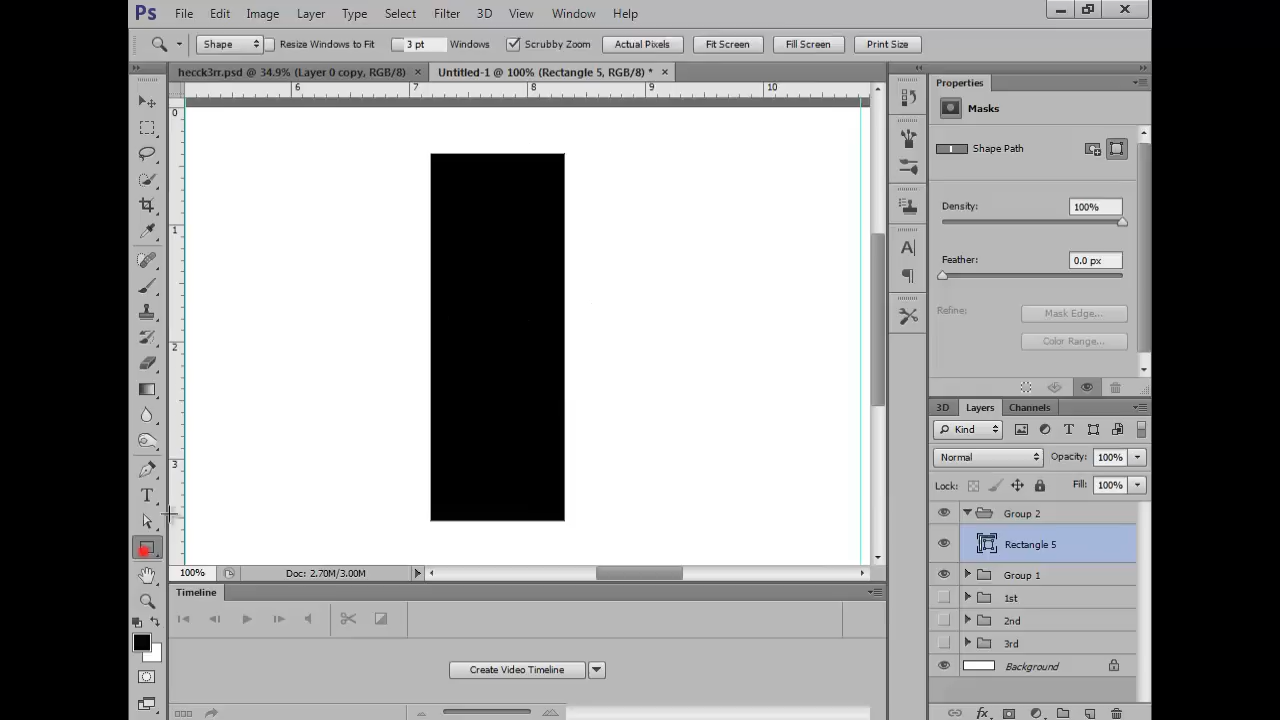 Ps File Edit Image Layer Type Select Filter 3D View Window Help
Shape Resize Windows to Fit 3 pt Windows Scrubby Zoom Actual Pixels Fit Screen Fill Screen Print Size
hecck3rr.psd @ 34.9% (Layer 0 copy, RGB/8) × Untitled-1 @ 100% (Rectangle 5, RGB/8) * ×
6 7 8 9 10
0
1
2
3
Properties
Masks
Shape Path
Density: 100%
Feather: 0.0 px
Refine: Mask Edge...
Color Range...
3D Layers Channels
Kind
Normal Opacity: 100%
Lock: Fill: 100%
Group 2
Rectangle 5
Group 1
1st
2nd
3rd
Background
100% Doc: 2.70M/3.00M
Timeline
Create Video Timeline